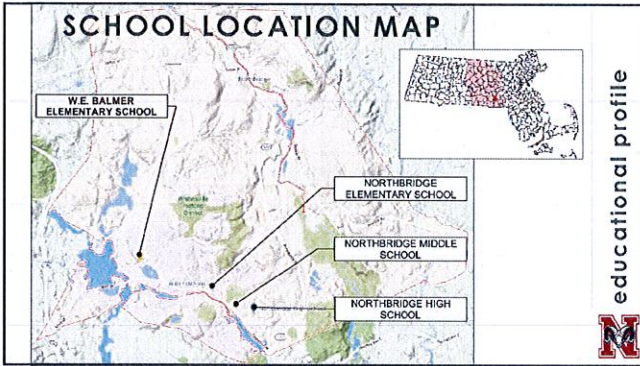 SCHOOL LOCATION MAP
W.E. BALMER
ELEMENTARY SCHOOL
NORTHBRIDGE
ELEMENTARY SCHOOL
NORTHBRIDGE MIDDLE
SCHOOL
NORTHBRIDGE HIGH
SCHOOL
educational profile
N